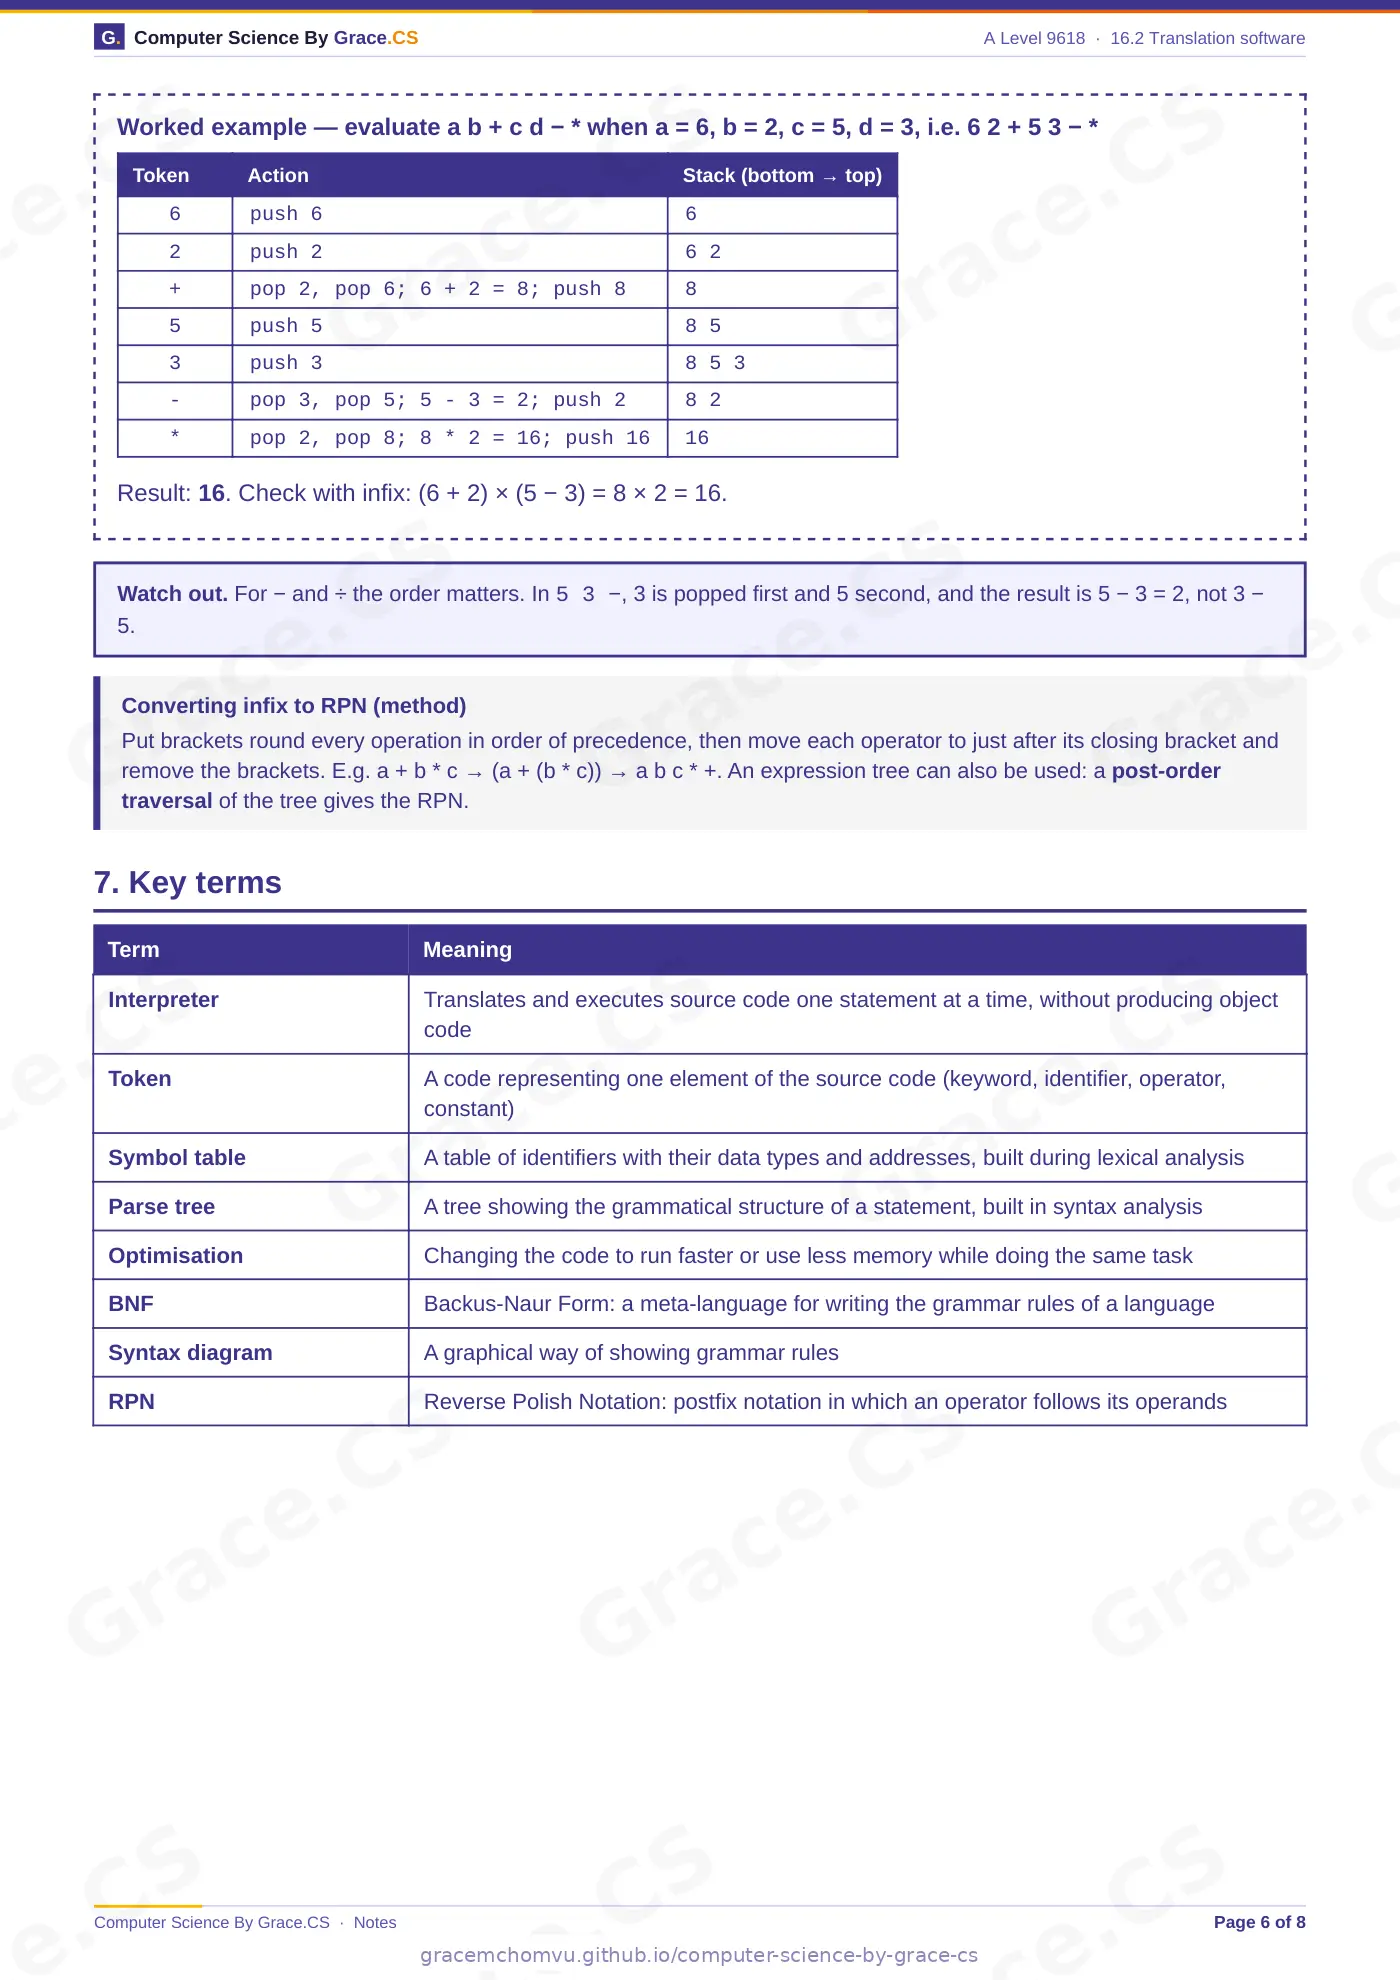 G. Computer Science By Grace.CS
A Level 9618 · 16.2 Translation software
Worked example — evaluate a b + c d − * when a = 6, b = 2, c = 5, d = 3, i.e. 6 2 + 5 3 − *
Token Action Stack (bottom → top)
6 push 6 6
2 push 2 6 2
+ pop 2, pop 6; 6 + 2 = 8; push 8 8
5 push 5 8 5
3 push 3 8 5 3
- pop 3, pop 5; 5 - 3 = 2; push 2 8 2
* pop 2, pop 8; 8 * 2 = 16; push 16 16
Result: 16. Check with infix: (6 + 2) × (5 − 3) = 8 × 2 = 16.
Watch out. For − and ÷ the order matters. In 5 3 −, 3 is popped first and 5 second, and the result is 5 − 3 = 2, not 3 −
5.
Converting infix to RPN (method)
Put brackets round every operation in order of precedence, then move each operator to just after its closing bracket and
remove the brackets. E.g. a + b * c → (a + (b * c)) → a b c * +. An expression tree can also be used: a post-order
traversal of the tree gives the RPN.
7. Key terms
Term Meaning
Interpreter Translates and executes source code one statement at a time, without producing object
code
Token A code representing one element of the source code (keyword, identifier, operator,
constant)
Symbol table A table of identifiers with their data types and addresses, built during lexical analysis
Parse tree A tree showing the grammatical structure of a statement, built in syntax analysis
Optimisation Changing the code to run faster or use less memory while doing the same task
BNF Backus-Naur Form: a meta-language for writing the grammar rules of a language
Syntax diagram A graphical way of showing grammar rules
RPN Reverse Polish Notation: postfix notation in which an operator follows its operands
Computer Science By Grace.CS · Notes
Page 6 of 8
gracemchomvu.github.io/computer-science-by-grace-cs